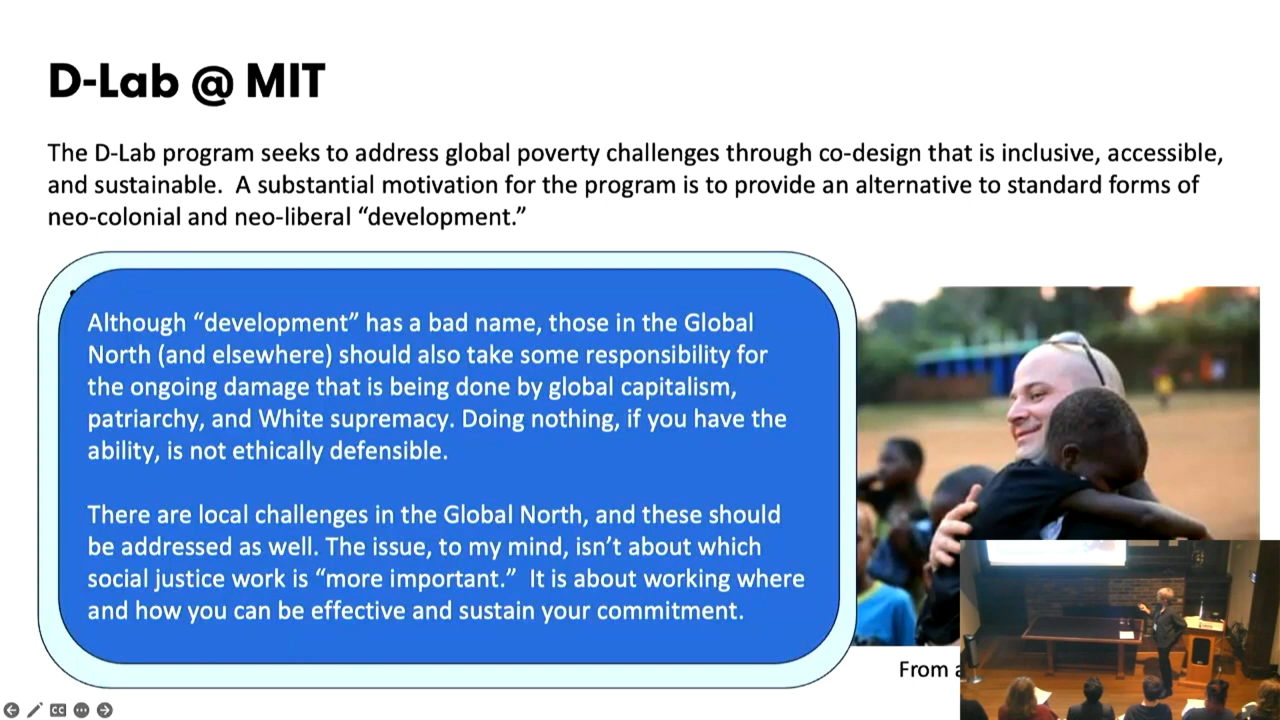 D-Lab @ MIT
The D-Lab program seeks to address global poverty challenges through co-design that is inclusive, accessible,
and sustainable. A substantial motivation for the program is to provide an alternative to standard forms of
neo-colonial and neo-liberal “development.”
Although “development” has a bad name, those in the Global
North (and elsewhere) should also take some responsibility for
the ongoing damage that is being done by global capitalism,
patriarchy, and White supremacy. Doing nothing, if you have the
ability, is not ethically defensible.
There are local challenges in the Global North, and these should
be addressed as well. The issue, to my mind, isn’t about which
social justice work is “more important.” It is about working where
and how you can be effective and sustain your commitment.
From a
CC